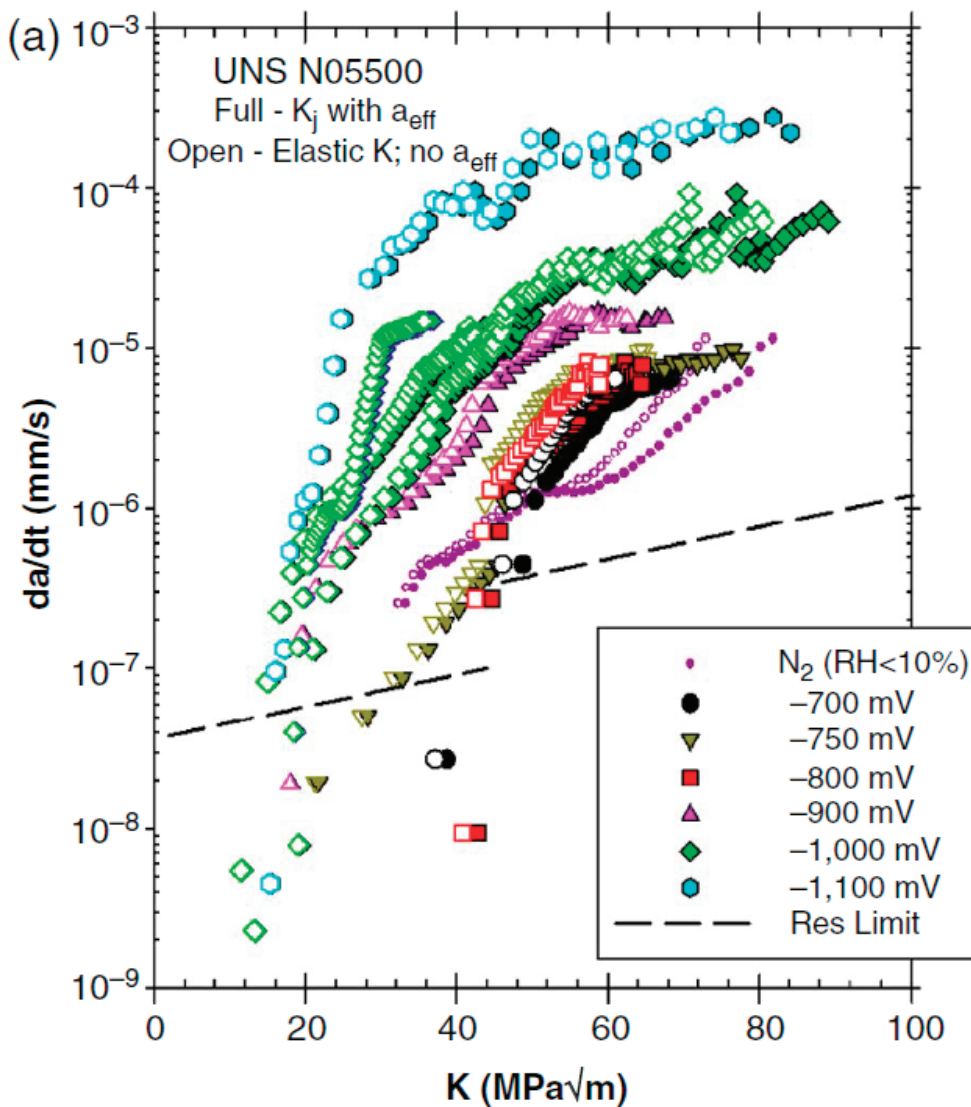 (a)
UNS N05500
Full - Kⱼ with aₑff
Open - Elastic K; no aₑff
10⁻³
10⁻⁴
10⁻⁵
10⁻⁶
10⁻⁷
10⁻⁸
10⁻⁹
da/dt (mm/s)
N₂ (RH<10%)
−700 mV
−750 mV
−800 mV
−900 mV
−1,000 mV
−1,100 mV
Res Limit
0 20 40 60 80 100
K (MPa√m)